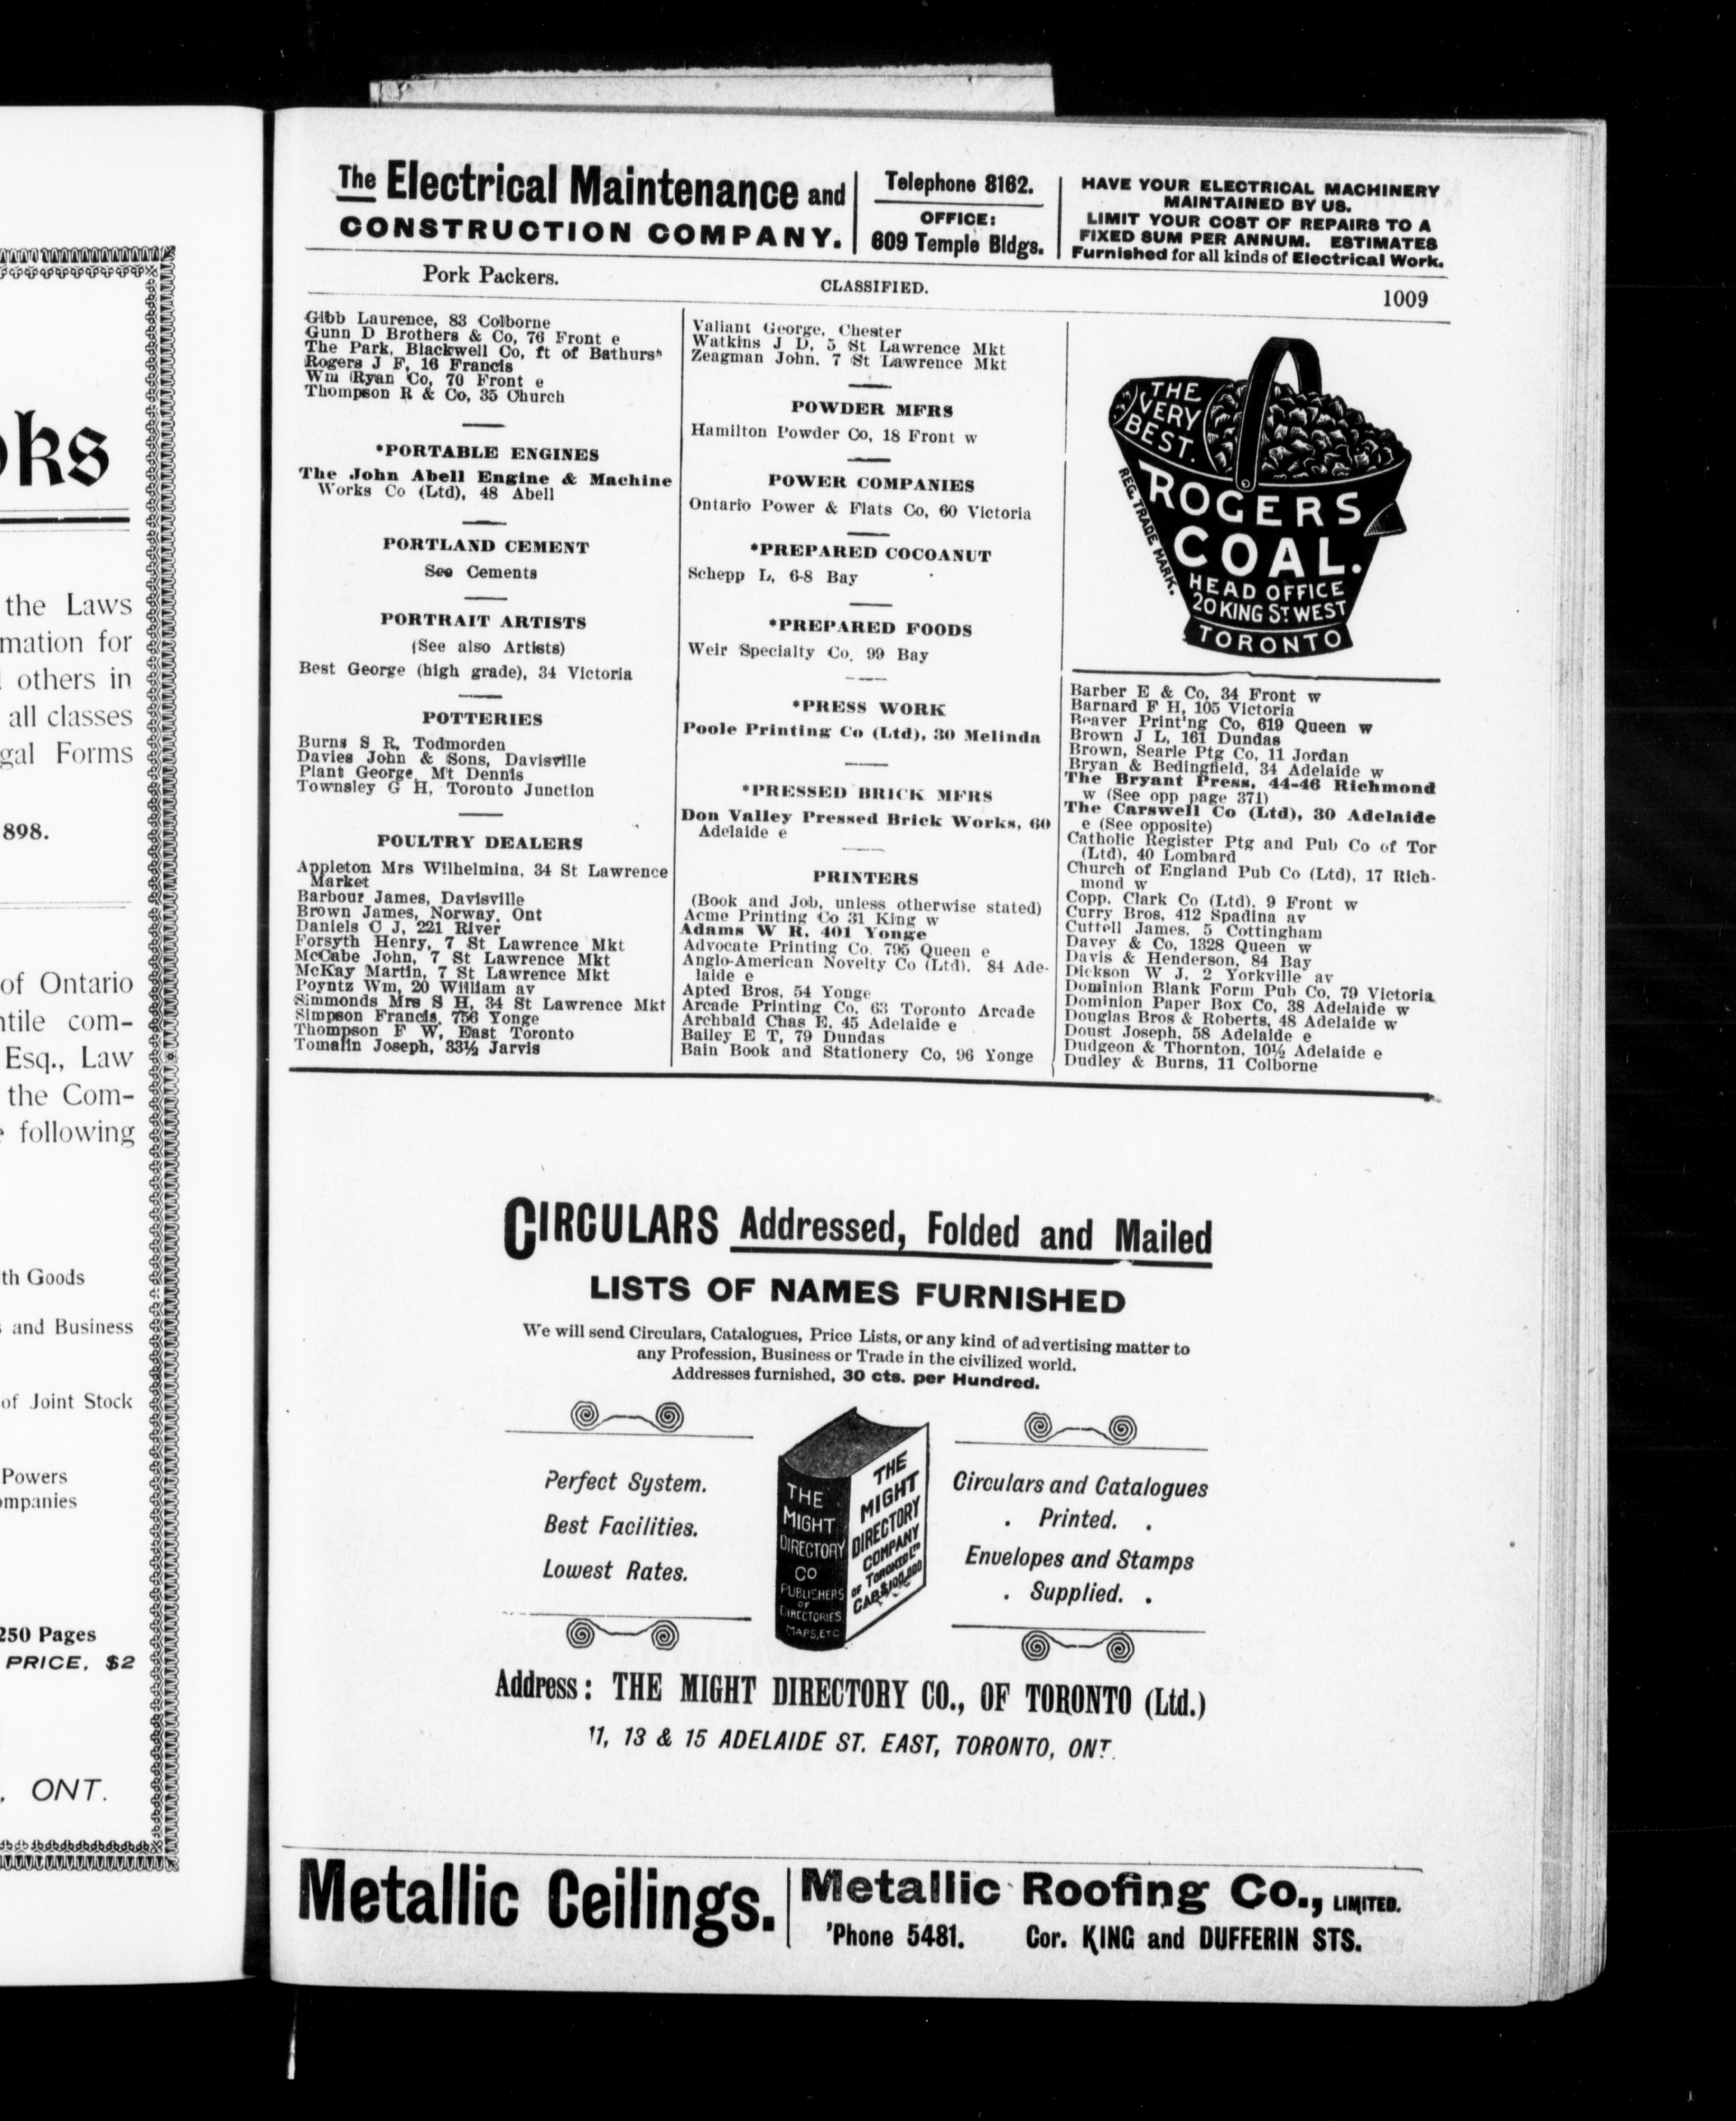 oks
the Laws
mation for
others in
all classes
gal Forms
898.
of Ontario
ntile com-
Esq., Law
the Com-
following
th Goods
and Business
of Joint Stock
Powers
ompanies
250 Pages
PRICE, $2
, ONT.
The Electrical Maintenance and
CONSTRUCTION COMPANY.
Telephone 8162.
OFFICE:
609 Temple Bldgs.
HAVE YOUR ELECTRICAL MACHINERY
MAINTAINED BY US.
LIMIT YOUR COST OF REPAIRS TO A
FIXED SUM PER ANNUM. ESTIMATES
Furnished for all kinds of Electrical Work.
Pork Packers.
CLASSIFIED.
1009
Gibb Laurence, 83 Colborne
Gunn D Brothers & Co, 76 Front e
The Park, Blackwell Co, ft of Bathurst
Rogers J F, 16 Francis
Wm Ryan Co, 70 Front e
Thompson R & Co, 35 Church
*PORTABLE ENGINES
The John Abell Engine & Machine
Works Co (Ltd), 48 Abell
PORTLAND CEMENT
See Cements
PORTRAIT ARTISTS
(See also Artists)
Best George (high grade), 34 Victoria
POTTERIES
Burns S R, Todmorden
Davies John & Sons, Davisville
Plant George, Mt Dennis
Townsley G H, Toronto Junction
POULTRY DEALERS
Appleton Mrs Wilhelmina, 34 St Lawrence
Market
Barbour James, Davisville
Brown James, Norway, Ont
Daniels C J, 221 River
Forsyth Henry, 7 St Lawrence Mkt
McCabe John, 7 St Lawrence Mkt
McKay Martin, 7 St Lawrence Mkt
Poyntz Wm, 20 William av
Simmonds Mrs S H, 34 St Lawrence Mkt
Simpson Francis, 756 Yonge
Thompson F W, East Toronto
Tomalin Joseph, 33½ Jarvis
Valiant George, Chester
Watkins J D, 5 St Lawrence Mkt
Zeagman John, 7 St Lawrence Mkt
POWDER MFRS
Hamilton Powder Co, 18 Front w
POWER COMPANIES
Ontario Power & Flats Co, 60 Victoria
*PREPARED COCOANUT
Schepp L, 6-8 Bay
*PREPARED FOODS
Weir Specialty Co, 99 Bay
*PRESS WORK
Poole Printing Co (Ltd), 30 Melinda
*PRESSED BRICK MFRS
Don Valley Pressed Brick Works, 60
Adelaide e
PRINTERS
(Book and Job, unless otherwise stated)
Acme Printing Co 31 King w
Adams W R, 401 Yonge
Advocate Printing Co, 795 Queen e
Anglo-American Novelty Co (Ltd), 84 Ade-
laide e
Apted Bros, 54 Yonge
Arcade Printing Co, 63 Toronto Arcade
Archbald Chas E, 45 Adelaide e
Bailey E T, 79 Dundas
Bain Book and Stationery Co, 96 Yonge
THE
VERY
BEST.
ROGERS
COAL.
HEAD OFFICE
20 KING ST. WEST
TORONTO
REG. TRADE MARK.
Barber E & Co, 34 Front w
Barnard F H, 105 Victoria
Beaver Print'ng Co, 619 Queen w
Brown J L, 161 Dundas
Brown, Searle Ptg Co, 11 Jordan
Bryan & Bedingfield, 34 Adelaide w
The Bryant Press, 44-46 Richmond
w (See opp page 371)
The Carswell Co (Ltd), 30 Adelaide
e (See opposite)
Catholic Register Ptg and Pub Co of Tor
(Ltd), 40 Lombard
Church of England Pub Co (Ltd), 17 Rich-
mond w
Copp, Clark Co (Ltd), 9 Front w
Curry Bros, 412 Spadina av
Cuttell James, 5 Cottingham
Davey & Co, 1328 Queen w
Davis & Henderson, 84 Bay
Dickson W J, 2 Yorkville av
Dominion Blank Form Pub Co, 79 Victoria
Dominion Paper Box Co, 38 Adelaide w
Douglas Bros & Roberts, 48 Adelaide w
Doust Joseph, 58 Adelaide e
Dudgeon & Thornton, 10½ Adelaide e
Dudley & Burns, 11 Colborne
CIRCULARS Addressed, Folded and Mailed
LISTS OF NAMES FURNISHED
We will send Circulars, Catalogues, Price Lists, or any kind of advertising matter to
any Profession, Business or Trade in the civilized world.
Addresses furnished, 30 cts. per Hundred.
Perfect System.
Best Facilities.
Lowest Rates.
THE
MIGHT
DIRECTORY
CO
PUBLISHERS
OF
DIRECTORIES
MAPS, ETC
THE
MIGHT
DIRECTORY
COMPANY
OF TORONTO LTD
CAP. $100,000
Circulars and Catalogues
. Printed. .
Envelopes and Stamps
. Supplied. .
Address: THE MIGHT DIRECTORY CO., OF TORONTO (Ltd.)
11, 13 & 15 ADELAIDE ST. EAST, TORONTO, ONT.
Metallic Ceilings.
Metallic Roofing Co., LIMITED.
'Phone 5481. Cor. KING and DUFFERIN STS.